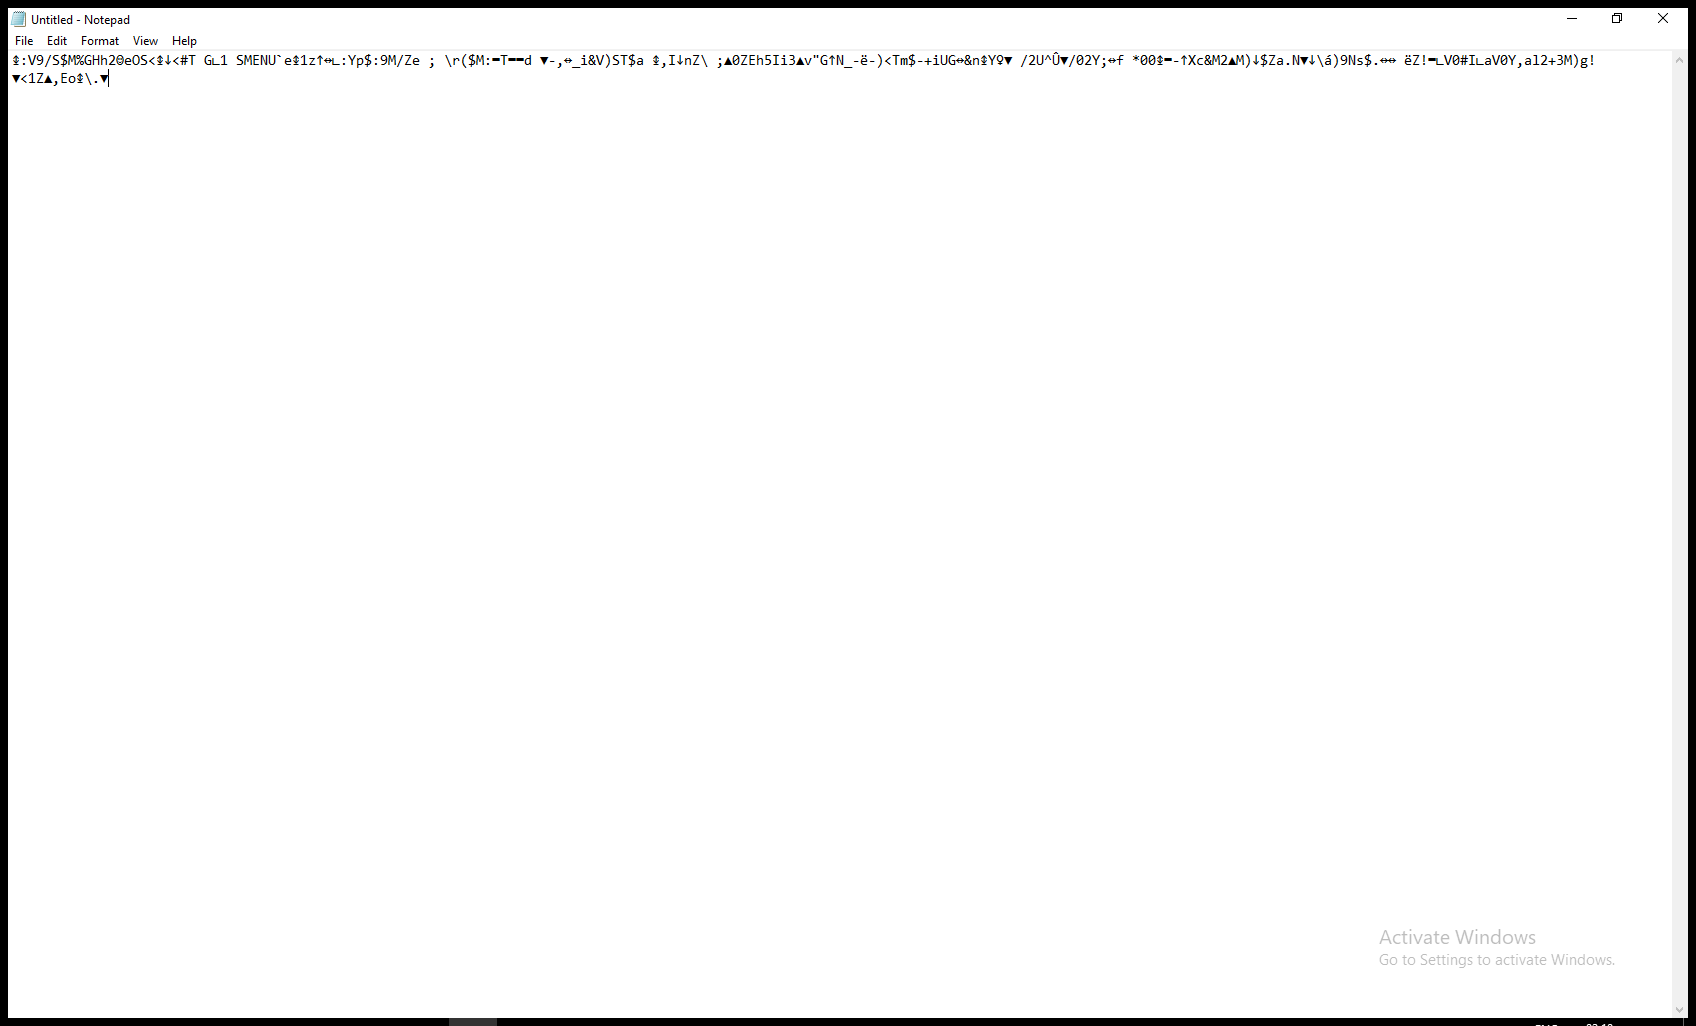 Untitled - Notepad
File Edit Format View Help
↨:V9/S$M%GHh2ΘeOS<↨↓<#T G∟1 SMENU`e↨1z↑↔∟:Yp$:9M/Ze ; \r($M:▬T▬▬d ▼-,↔_i&V)ST$a ↨,I↓nZ\ ;▲0ZEh5Ii3▲v"G↑N_-ë-)<Tm$-+iUG↔&n↨Y♀▼ /2U^Û▼/02Y;↔f *00↨▬-↑Xc&M2▲M)↓$Za.N▼↓\á)9Ns$.↔↔ ëZ!▬∟V0#I∟aV0Y,al2+3M)g!
▼<1Z▲,Eo↨\.▼
Activate Windows
Go to Settings to activate Windows.